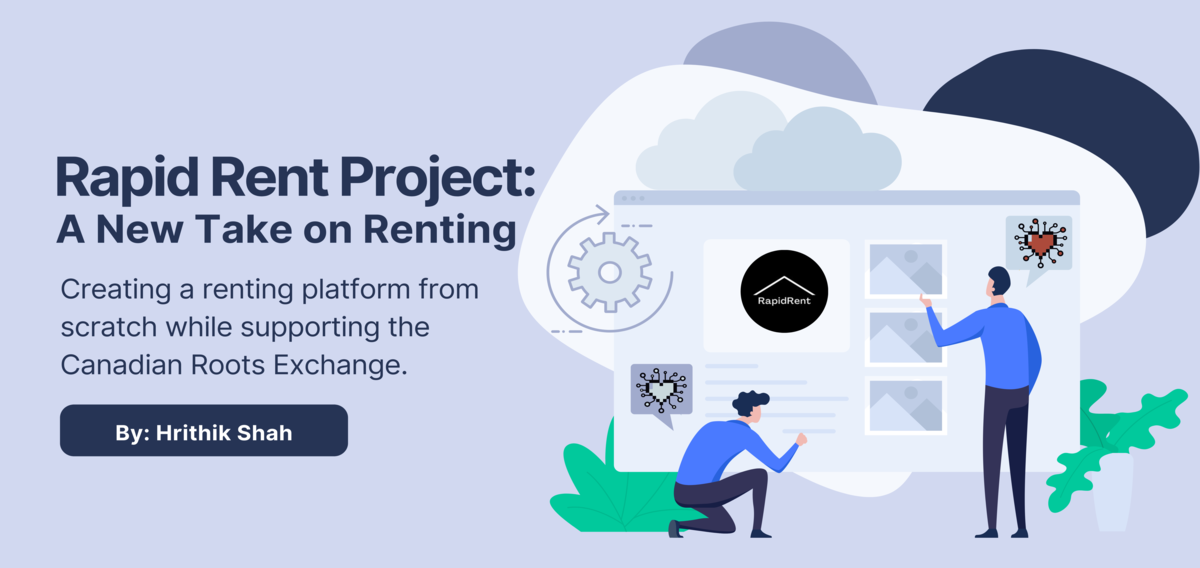 Rapid Rent Project:
A New Take on Renting
Creating a renting platform from
scratch while supporting the
Canadian Roots Exchange.
By: Hrithik Shah
RapidRent